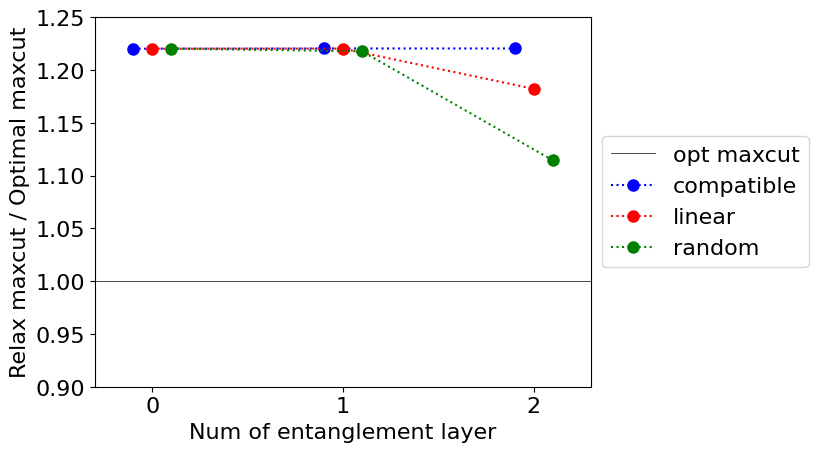 Relax maxcut / Optimal maxcut
1.25
1.20
1.15
1.10
1.05
1.00
0.95
0.90
0
1
2
Num of entanglement layer
opt maxcut
compatible
linear
random